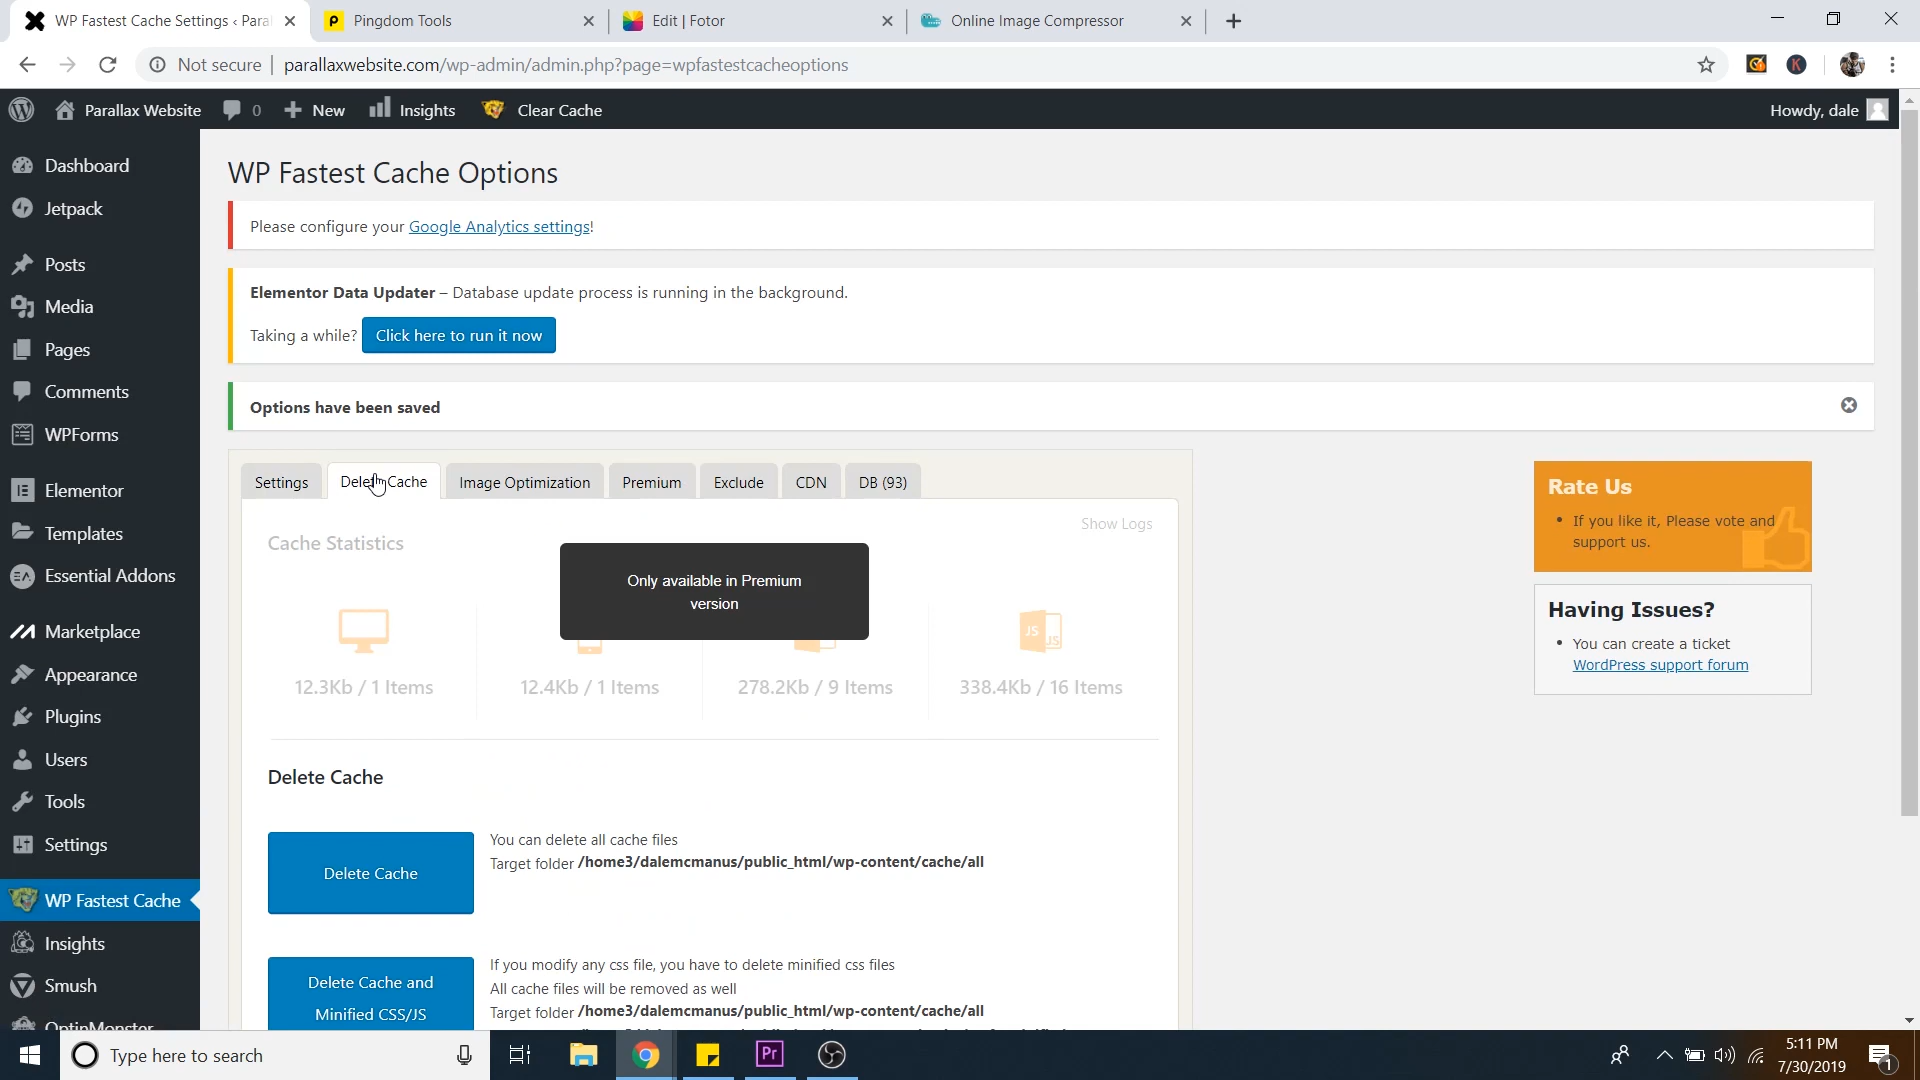 WP Fastest Cache Settings ‹ Paral
Pingdom Tools
Edit | Fotor
Online Image Compressor
Not secure
parallaxwebsite.com/wp-admin/admin.php?page=wpfastestcacheoptions
Parallax Website
0
New
Insights
Clear Cache
Howdy, dale
Dashboard
Jetpack
Posts
Media
Pages
Comments
WPForms
Elementor
Templates
Essential Addons
Marketplace
Appearance
Plugins
Users
Tools
Settings
WP Fastest Cache
Insights
Smush
OptinMonster
WP Fastest Cache Options
Please configure your Google Analytics settings!
Elementor Data Updater – Database update process is running in the background.
Taking a while? Click here to run it now
Options have been saved
Settings
Delete Cache
Image Optimization
Premium
Exclude
CDN
DB (93)
Show Logs
Cache Statistics
Only available in Premium
version
JS
JS
12.3Kb / 1 Items
12.4Kb / 1 Items
278.2Kb / 9 Items
338.4Kb / 16 Items
Delete Cache
Delete Cache
You can delete all cache files
Target folder /home3/dalemcmanus/public_html/wp-content/cache/all
Delete Cache and
Minified CSS/JS
If you modify any css file, you have to delete minified css files
All cache files will be removed as well
Target folder /home3/dalemcmanus/public_html/wp-content/cache/all
Rate Us
• If you like it, Please vote and
support us.
Having Issues?
• You can create a ticket
WordPress support forum
Type here to search
Pr
5:11 PM
7/30/2019
1